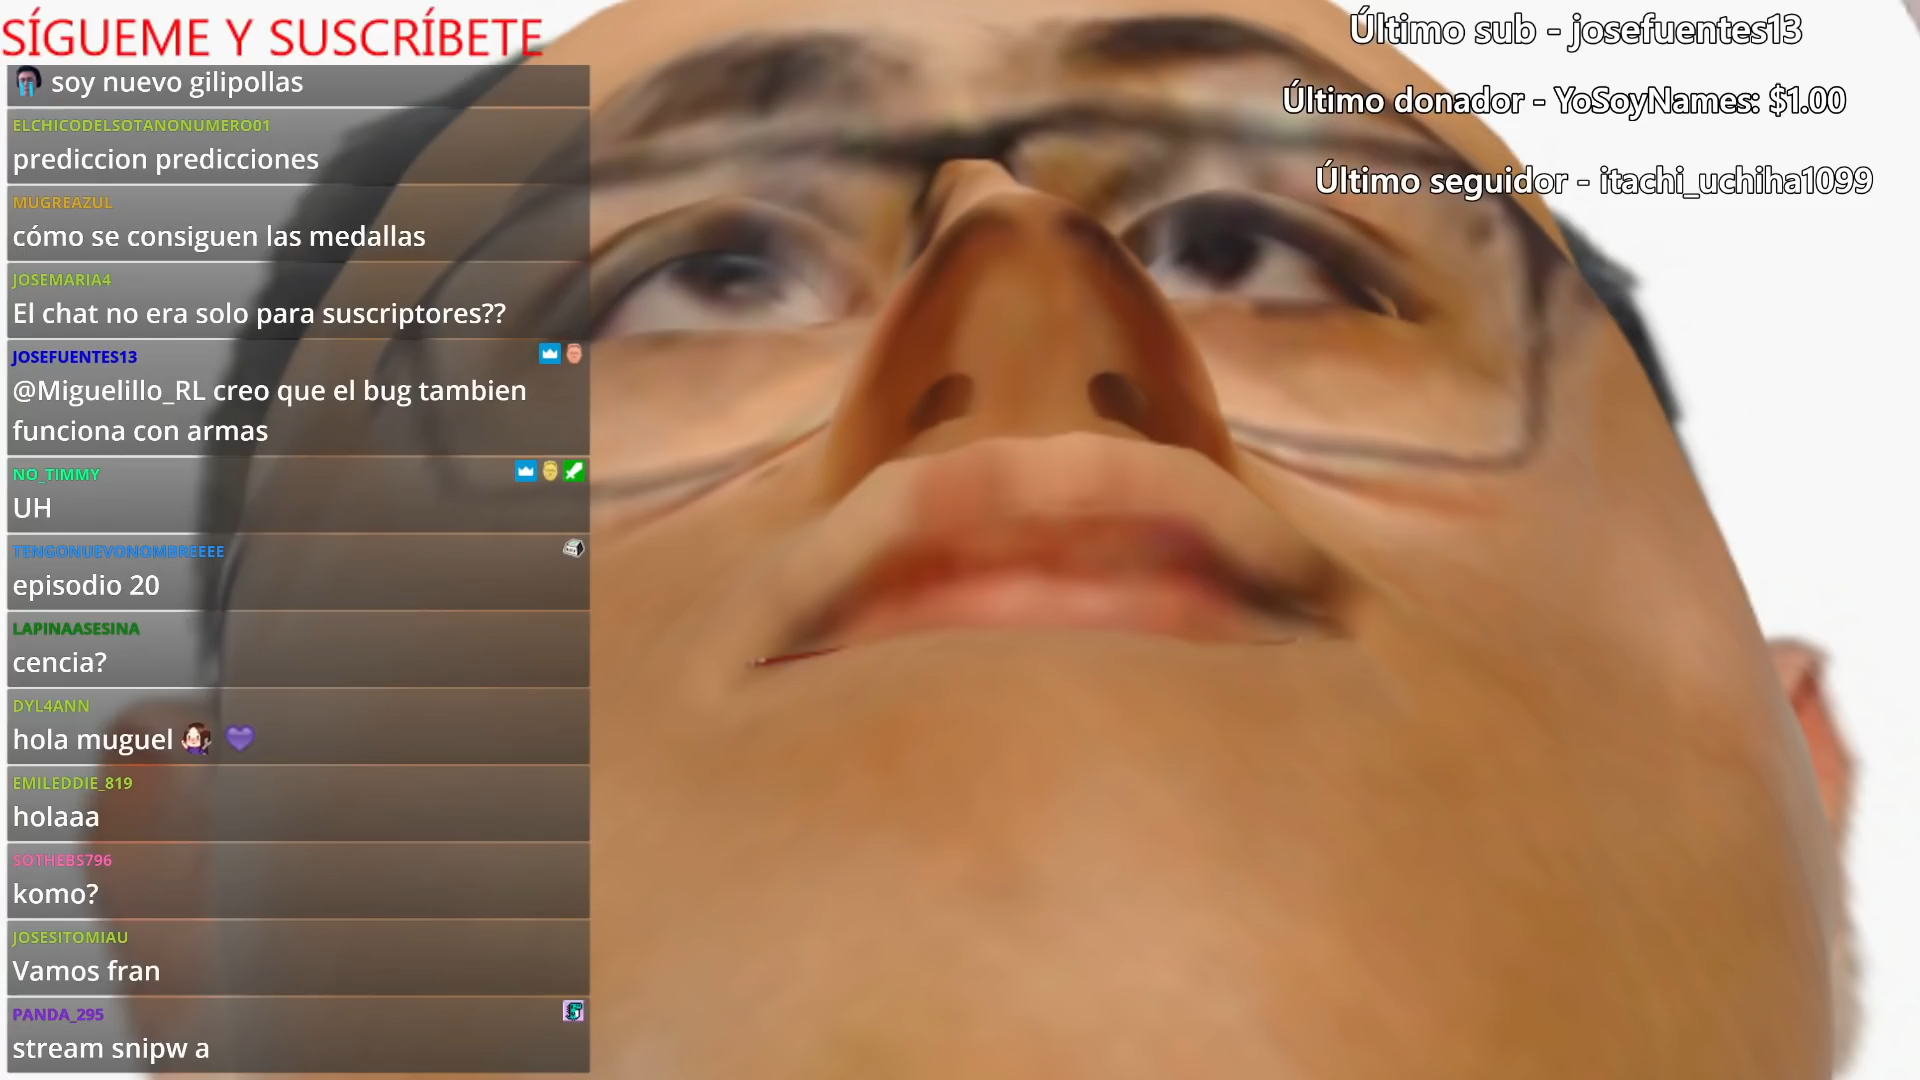 SÍGUEME Y SUSCRÍBETE
soy nuevo gilipollas
ELCHICODELSOTANONUMERO01
prediccion predicciones
MUGREAZUL
cómo se consiguen las medallas
JOSEMARIA4
El chat no era solo para suscriptores??
JOSEFUENTES13
@Miguelillo_RL creo que el bug tambien
funciona con armas
NO_TIMMY
UH
TENGONUEVONOMBREEEE
episodio 20
LAPINAASESINA
cencia?
DYL4ANN
hola muguel
EMILEDDIE_819
holaaa
SOTHEBS796
komo?
JOSESITOMIAU
Vamos fran
PANDA_295
stream snipw a
Último sub - josefuentes13
Último donador - YoSoyNames: $1.00
Último seguidor - itachi_uchiha1099